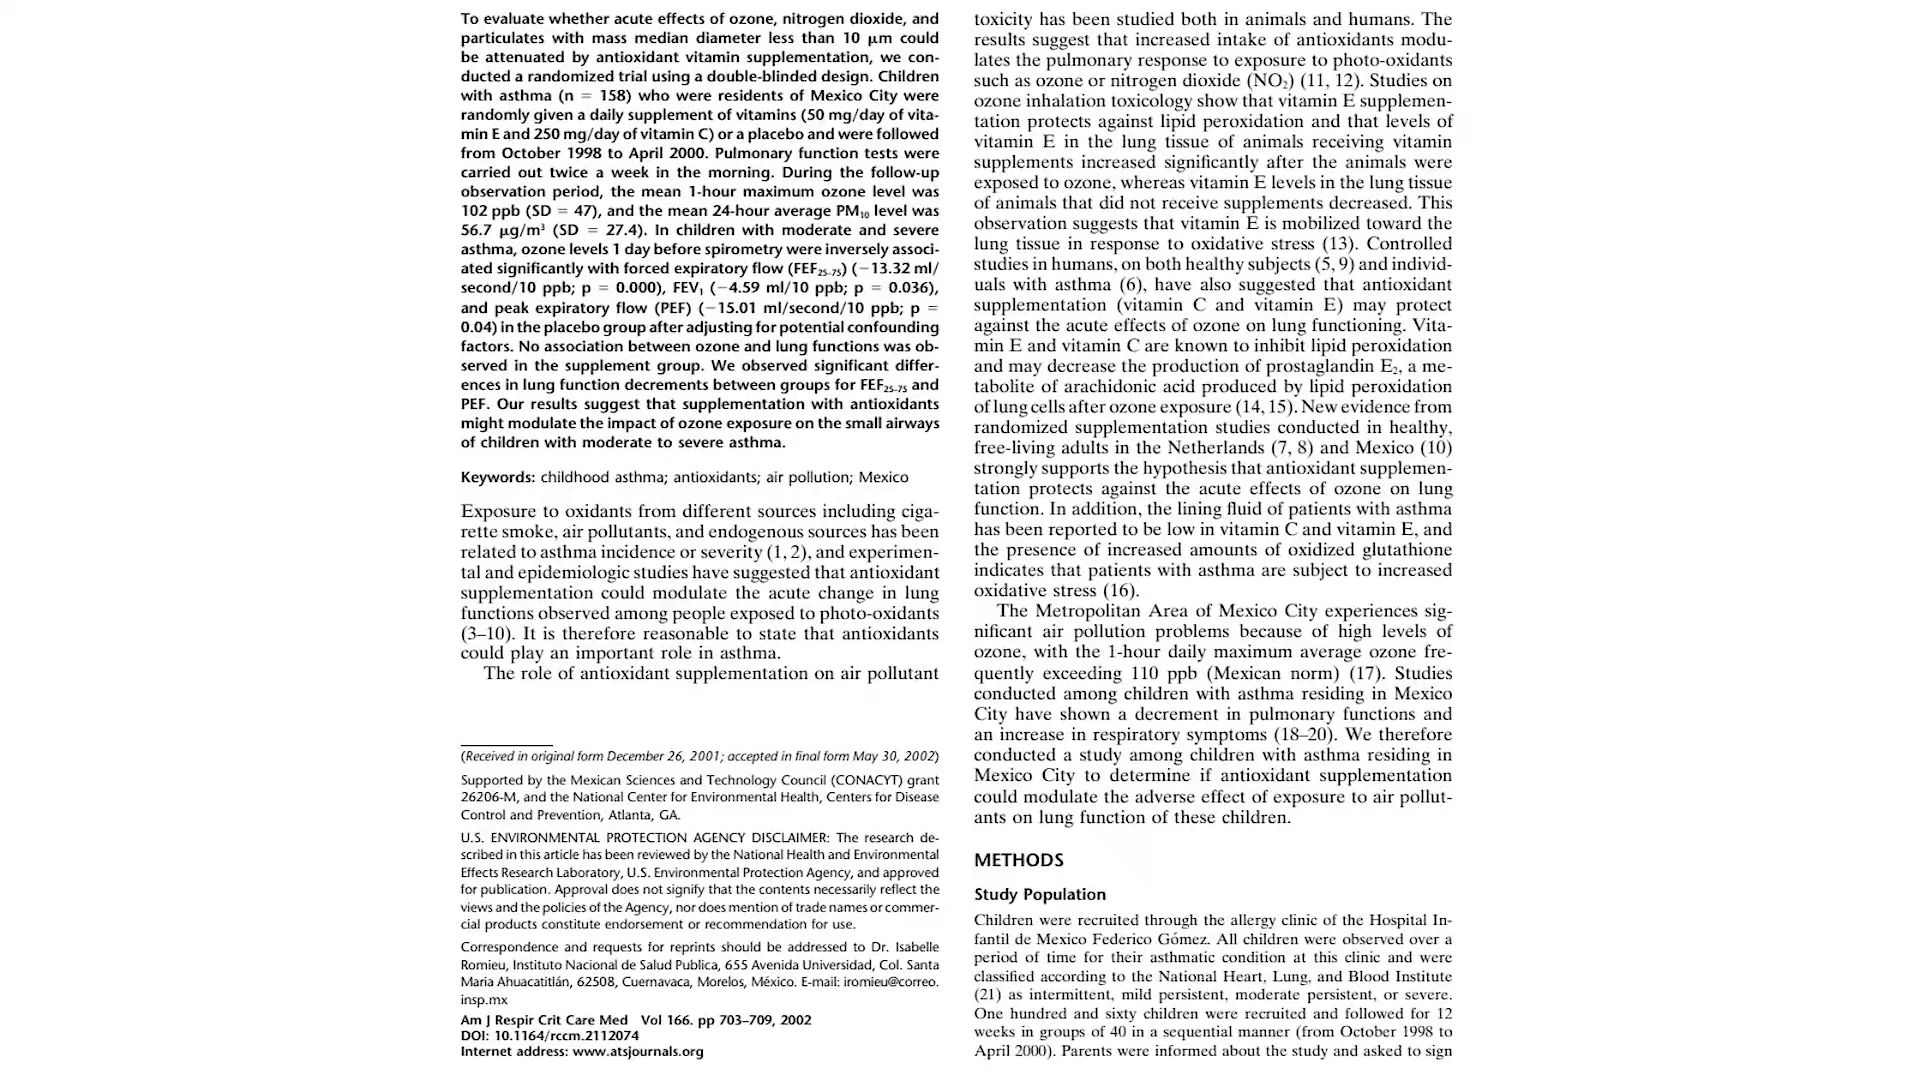 To evaluate whether acute effects of ozone, nitrogen dioxide, and
particulates with mass median diameter less than 10 μm could
be attenuated by antioxidant vitamin supplementation, we con-
ducted a randomized trial using a double-blinded design. Children
with asthma (n = 158) who were residents of Mexico City were
randomly given a daily supplement of vitamins (50 mg/day of vita-
min E and 250 mg/day of vitamin C) or a placebo and were followed
from October 1998 to April 2000. Pulmonary function tests were
carried out twice a week in the morning. During the follow-up
observation period, the mean 1-hour maximum ozone level was
102 ppb (SD = 47), and the mean 24-hour average PM₁₀ level was
56.7 μg/m³ (SD = 27.4). In children with moderate and severe
asthma, ozone levels 1 day before spirometry were inversely associ-
ated significantly with forced expiratory flow (FEF₂₅₋₇₅) (−13.32 ml/
second/10 ppb; p = 0.000), FEV₁ (−4.59 ml/10 ppb; p = 0.036),
and peak expiratory flow (PEF) (−15.01 ml/second/10 ppb; p =
0.04) in the placebo group after adjusting for potential confounding
factors. No association between ozone and lung functions was ob-
served in the supplement group. We observed significant differ-
ences in lung function decrements between groups for FEF₂₅₋₇₅ and
PEF. Our results suggest that supplementation with antioxidants
might modulate the impact of ozone exposure on the small airways
of children with moderate to severe asthma.
Keywords: childhood asthma; antioxidants; air pollution; Mexico
Exposure to oxidants from different sources including ciga-
rette smoke, air pollutants, and endogenous sources has been
related to asthma incidence or severity (1, 2), and experimen-
tal and epidemiologic studies have suggested that antioxidant
supplementation could modulate the acute change in lung
functions observed among people exposed to photo-oxidants
(3–10). It is therefore reasonable to state that antioxidants
could play an important role in asthma.
The role of antioxidant supplementation on air pollutant
(Received in original form December 26, 2001; accepted in final form May 30, 2002)
Supported by the Mexican Sciences and Technology Council (CONACYT) grant
26206-M, and the National Center for Environmental Health, Centers for Disease
Control and Prevention, Atlanta, GA.
U.S. ENVIRONMENTAL PROTECTION AGENCY DISCLAIMER: The research de-
scribed in this article has been reviewed by the National Health and Environmental
Effects Research Laboratory, U.S. Environmental Protection Agency, and approved
for publication. Approval does not signify that the contents necessarily reflect the
views and the policies of the Agency, nor does mention of trade names or commer-
cial products constitute endorsement or recommendation for use.
Correspondence and requests for reprints should be addressed to Dr. Isabelle
Romieu, Instituto Nacional de Salud Publica, 655 Avenida Universidad, Col. Santa
Maria Ahuacatitlán, 62508, Cuernavaca, Morelos, México. E-mail: iromieu@correo.
insp.mx
Am J Respir Crit Care Med Vol 166. pp 703–709, 2002
DOI: 10.1164/rccm.2112074
Internet address: www.atsjournals.org
toxicity has been studied both in animals and humans. The
results suggest that increased intake of antioxidants modu-
lates the pulmonary response to exposure to photo-oxidants
such as ozone or nitrogen dioxide (NO₂) (11, 12). Studies on
ozone inhalation toxicology show that vitamin E supplemen-
tation protects against lipid peroxidation and that levels of
vitamin E in the lung tissue of animals receiving vitamin
supplements increased significantly after the animals were
exposed to ozone, whereas vitamin E levels in the lung tissue
of animals that did not receive supplements decreased. This
observation suggests that vitamin E is mobilized toward the
lung tissue in response to oxidative stress (13). Controlled
studies in humans, on both healthy subjects (5, 9) and individ-
uals with asthma (6), have also suggested that antioxidant
supplementation (vitamin C and vitamin E) may protect
against the acute effects of ozone on lung functioning. Vita-
min E and vitamin C are known to inhibit lipid peroxidation
and may decrease the production of prostaglandin E₂, a me-
tabolite of arachidonic acid produced by lipid peroxidation
of lung cells after ozone exposure (14, 15). New evidence from
randomized supplementation studies conducted in healthy,
free-living adults in the Netherlands (7, 8) and Mexico (10)
strongly supports the hypothesis that antioxidant supplemen-
tation protects against the acute effects of ozone on lung
function. In addition, the lining fluid of patients with asthma
has been reported to be low in vitamin C and vitamin E, and
the presence of increased amounts of oxidized glutathione
indicates that patients with asthma are subject to increased
oxidative stress (16).
The Metropolitan Area of Mexico City experiences sig-
nificant air pollution problems because of high levels of
ozone, with the 1-hour daily maximum average ozone fre-
quently exceeding 110 ppb (Mexican norm) (17). Studies
conducted among children with asthma residing in Mexico
City have shown a decrement in pulmonary functions and
an increase in respiratory symptoms (18–20). We therefore
conducted a study among children with asthma residing in
Mexico City to determine if antioxidant supplementation
could modulate the adverse effect of exposure to air pollut-
ants on lung function of these children.
METHODS
Study Population
Children were recruited through the allergy clinic of the Hospital In-
fantil de Mexico Federico Gómez. All children were observed over a
period of time for their asthmatic condition at this clinic and were
classified according to the National Heart, Lung, and Blood Institute
(21) as intermittent, mild persistent, moderate persistent, or severe.
One hundred and sixty children were recruited and followed for 12
weeks in groups of 40 in a sequential manner (from October 1998 to
April 2000). Parents were informed about the study and asked to sign